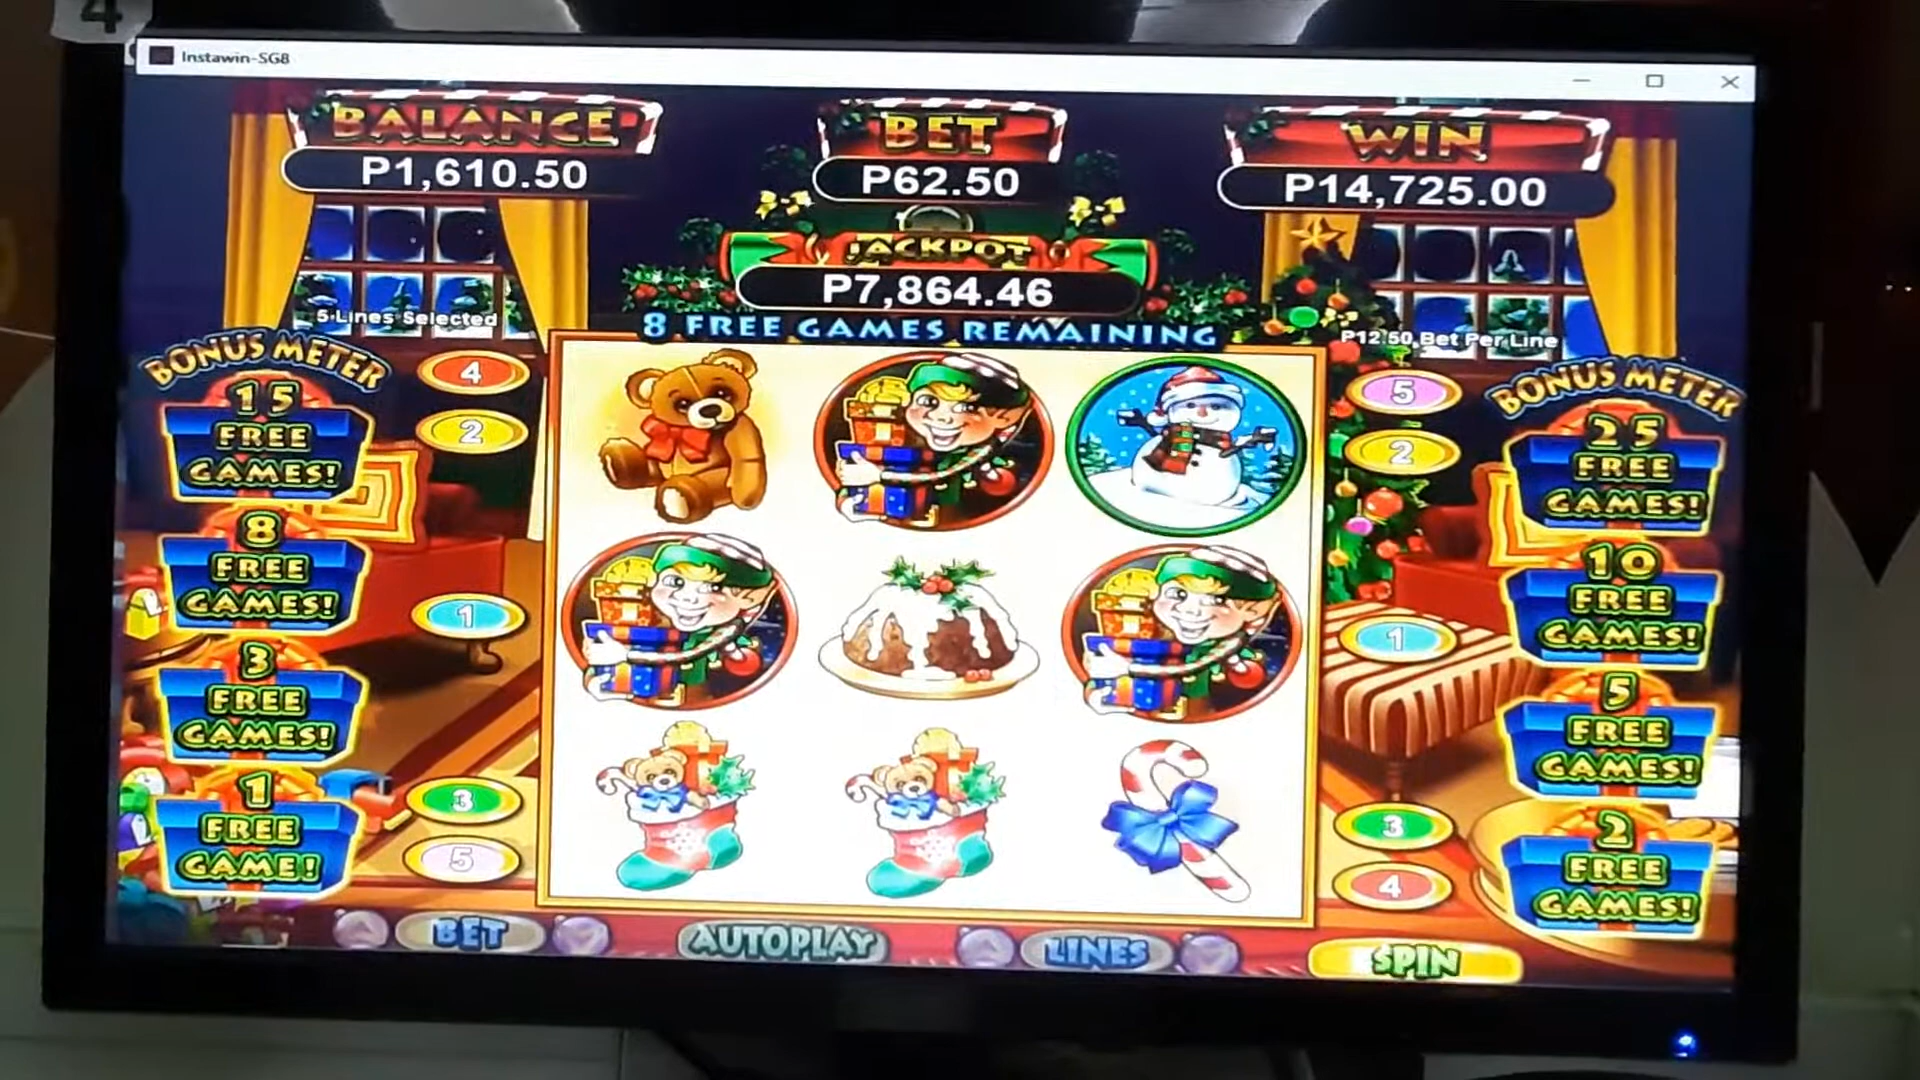 4
Instawin-SG8
BALANCE
P1,610.50
BET
P62.50
WIN
P14,725.00
JACKPOT
P7,864.46
5 Lines Selected
8 FREE GAMES REMAINING
P12.50 Bet Per Line
BONUS METER
15
FREE
GAMES!
8
FREE
GAMES!
3
FREE
GAMES!
1
FREE
GAME!
4
2
1
3
5
5
2
1
3
4
BONUS METER
25
FREE
GAMES!
10
FREE
GAMES!
5
FREE
GAMES!
2
FREE
GAMES!
BET
AUTOPLAY
LINES
SPIN